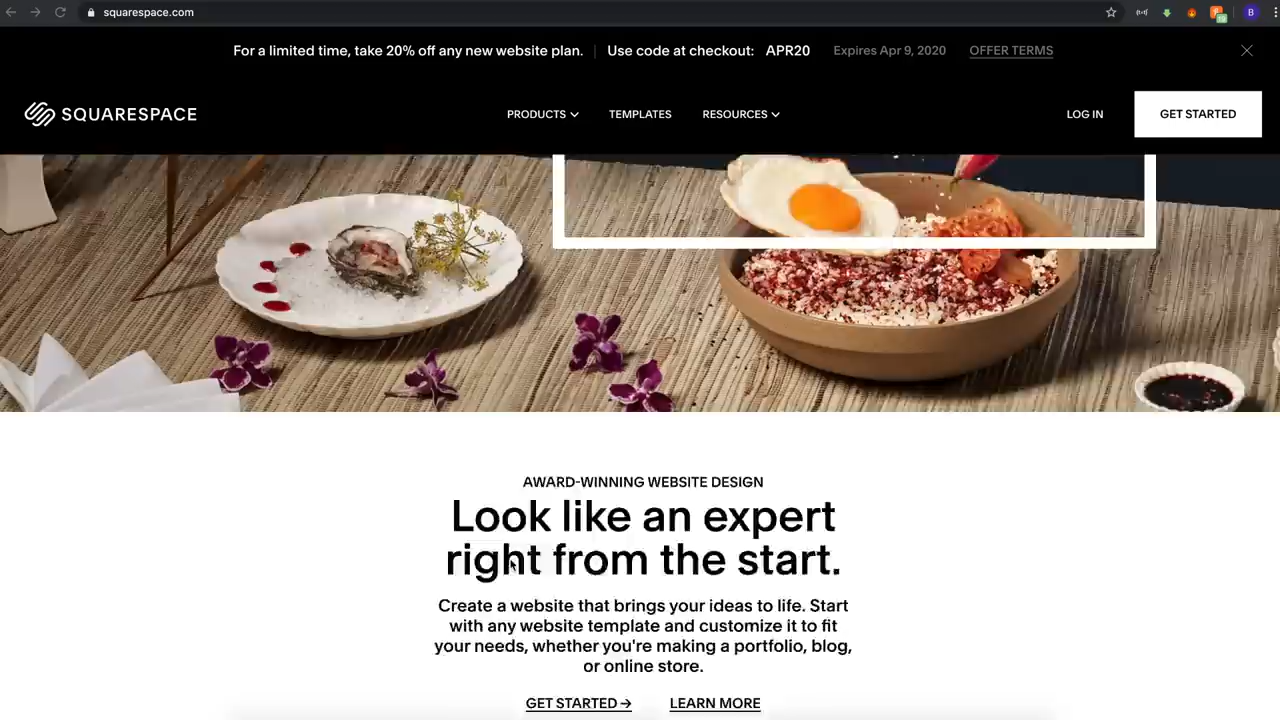 squarespace.com
B
For a limited time, take 20% off any new website plan. Use code at checkout: APR20 Expires Apr 9, 2020 OFFER TERMS
SQUARESPACE PRODUCTS TEMPLATES RESOURCES LOG IN GET STARTED
AWARD-WINNING WEBSITE DESIGN
Look like an expert
right from the start.
Create a website that brings your ideas to life. Start
with any website template and customize it to fit
your needs, whether you're making a portfolio, blog,
or online store.
GET STARTED → LEARN MORE